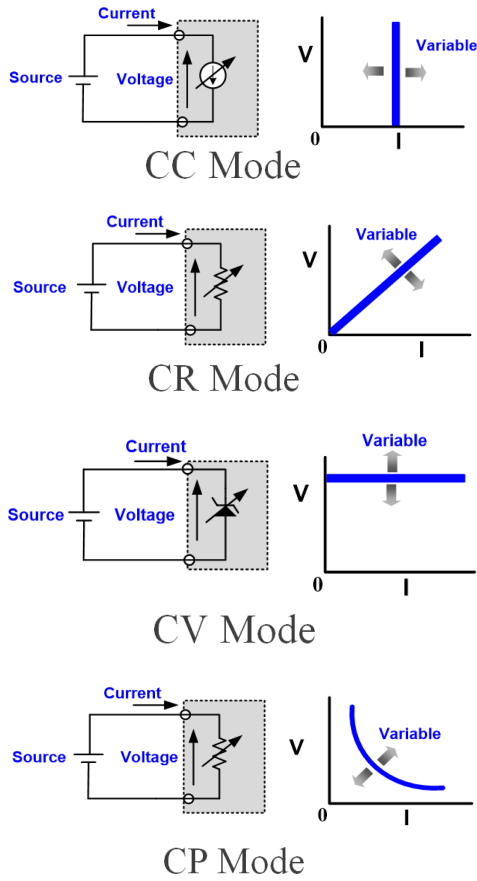 Current
Source
Voltage
V
Variable
0
I
CC Mode
Current
Source
Voltage
V
Variable
0
I
CR Mode
Current
Source
Voltage
Variable
V
0
I
CV Mode
Current
Source
Voltage
V
Variable
0
I
CP Mode